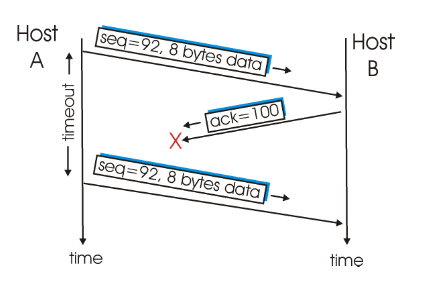 Host
A
Host
B
seq=92, 8 bytes data
ack=100
X
timeout
seq=92, 8 bytes data
time
time